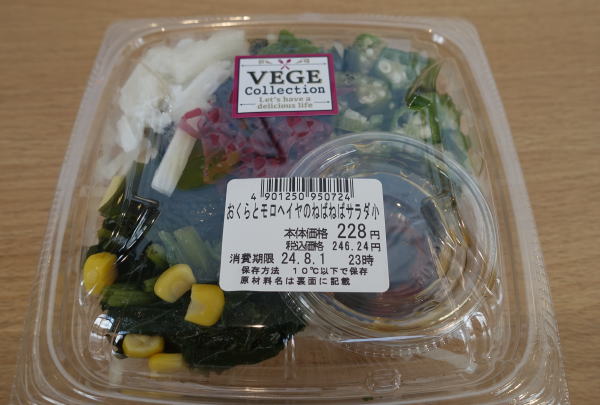 VEGE
Collection
Let's have a
delicious life
4 901250 950724
おくらとモロヘイヤのねばねばサラダ小
本体価格 228円
税込価格 246.24円
消費期限 24.8.1 23時
保存方法 10℃以下で保存
原材料名は裏面に記載